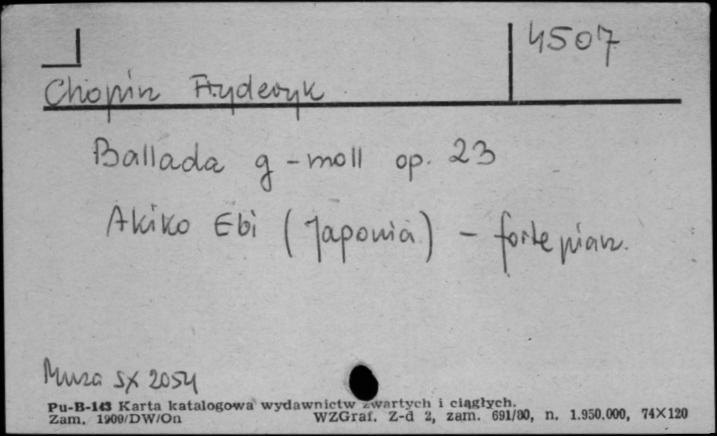 4507
Chopin Fryderyk
Ballada g-moll op. 23
Akiko Ebi (Japonia) - fortepian.
Muza SX 2054
Pu-B-143 Karta katalogowa wydawnictw zwartych i ciągłych.
Zam. 1909/DW/On WZGraf. Z-d 2, zam. 691/80, n. 1.950.000, 74X120